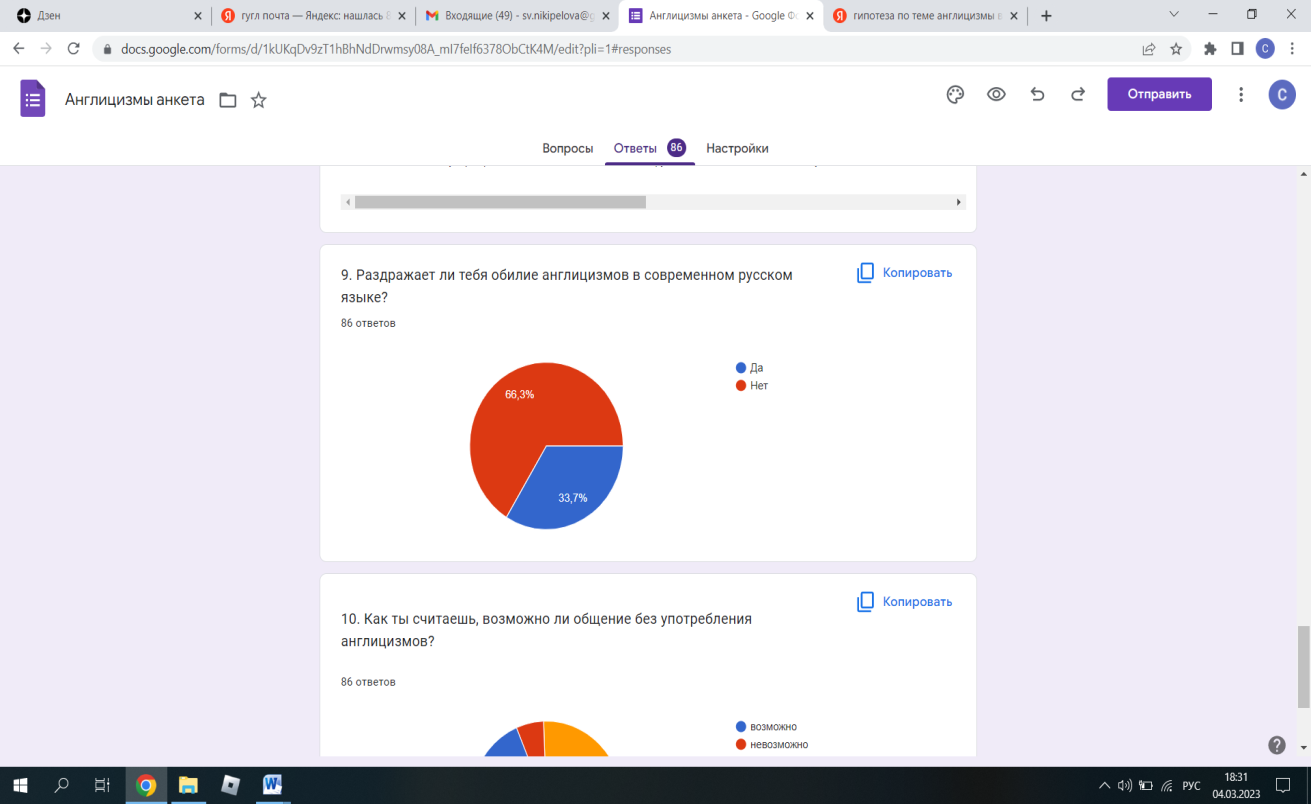 Дзен
гугл почта — Яндекс: нашлась
Входящие (49) - sv.nikipelova@g
Англицизмы анкета - Google Фо
гипотеза по теме англицизмы в
docs.google.com/forms/d/1kUKqDv9zT1hBhNdDrwmsy08A_mI7feIf6378ObCtK4M/edit?pli=1#responses
С
Англицизмы анкета
Отправить
С
Вопросы
Ответы 86
Настройки
9. Раздражает ли тебя обилие англицизмов в современном русском
языке?
Копировать
86 ответов
Да
Нет
66,3%
33,7%
Копировать
10. Как ты считаешь, возможно ли общение без употребления
англицизмов?
86 ответов
возможно
невозможно
РУС
18:31
04.03.2023